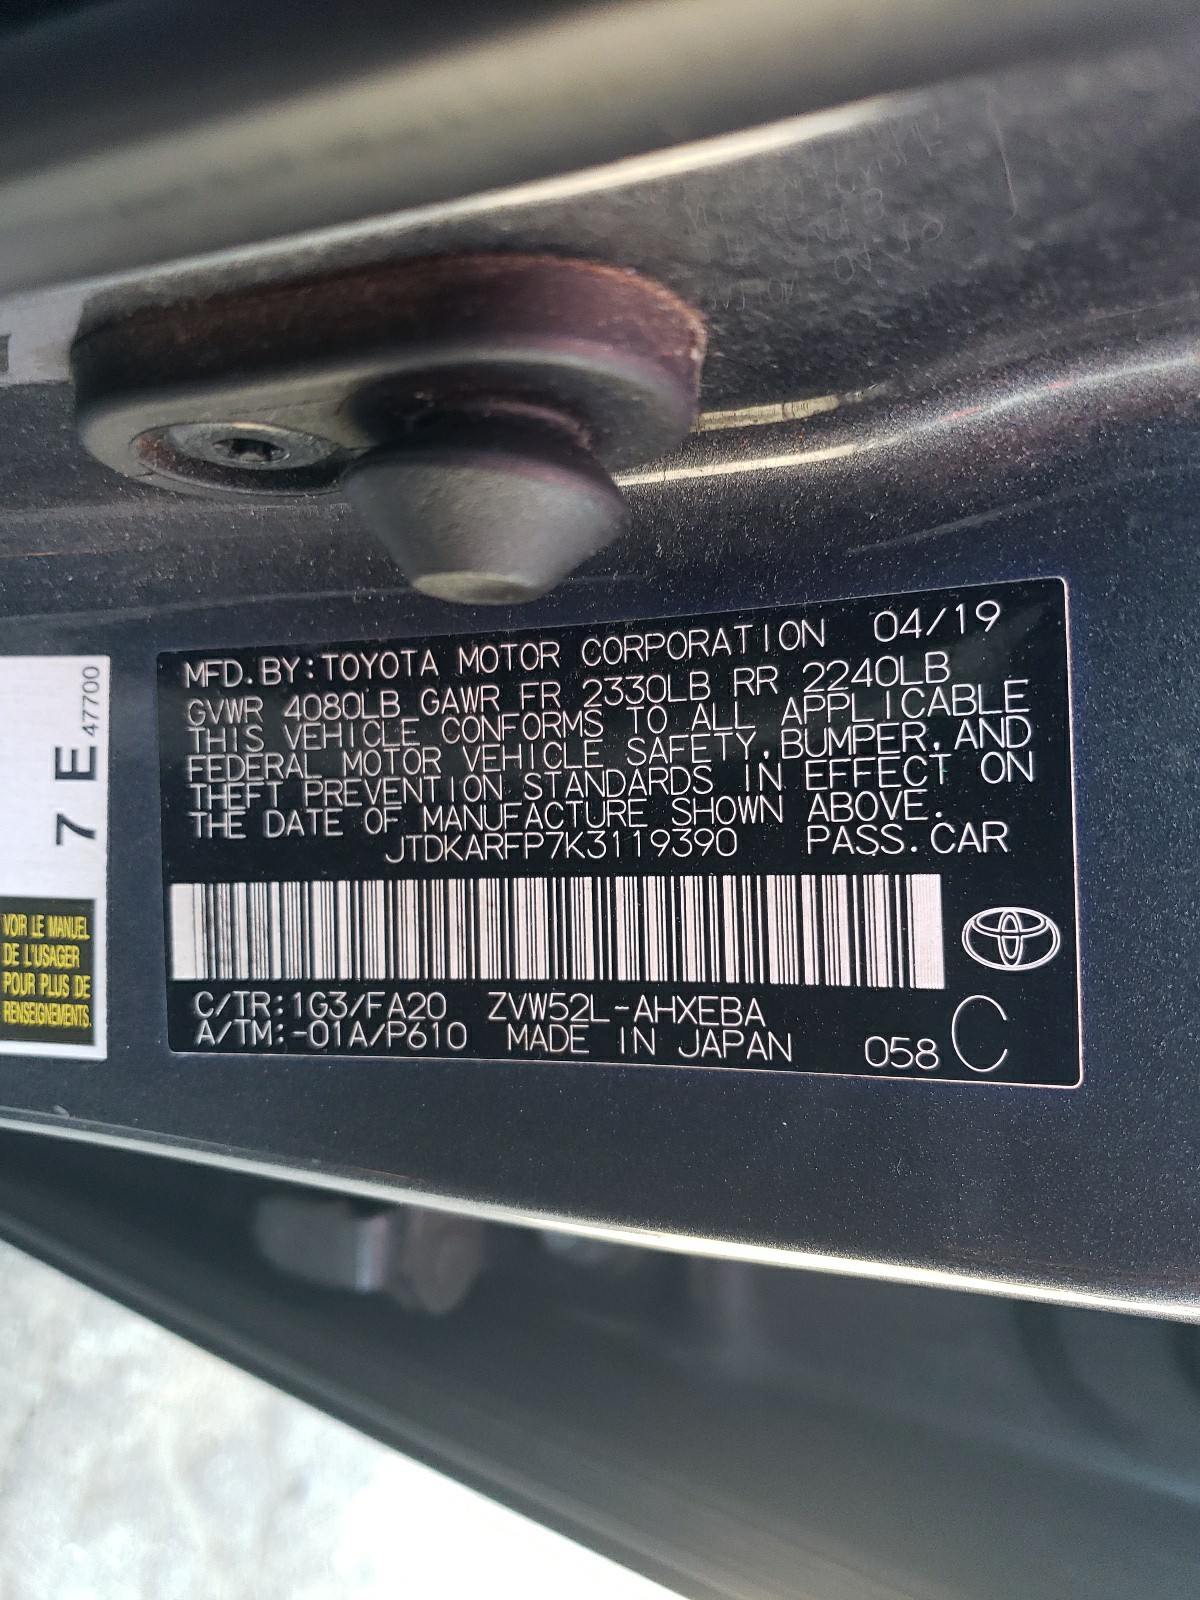 MFD.BY:TOYOTA MOTOR CORPORATION 04/19
GVWR 4080LB GAWR FR 2330LB RR 2240LB
THIS VEHICLE CONFORMS TO ALL APPLICABLE
FEDERAL MOTOR VEHICLE SAFETY,BUMPER,AND
THEFT PREVENTION STANDARDS IN EFFECT ON
THE DATE OF MANUFACTURE SHOWN ABOVE.
JTDKARFP7K3119390 PASS.CAR
C/TR:1G3/FA20 ZVW52L-AHXEBA
A/TM:-01A/P610 MADE IN JAPAN 058 C
7 E 47700
VOIR LE MANUEL
DE L'USAGER
POUR PLUS DE
RENSEIGNEMENTS.